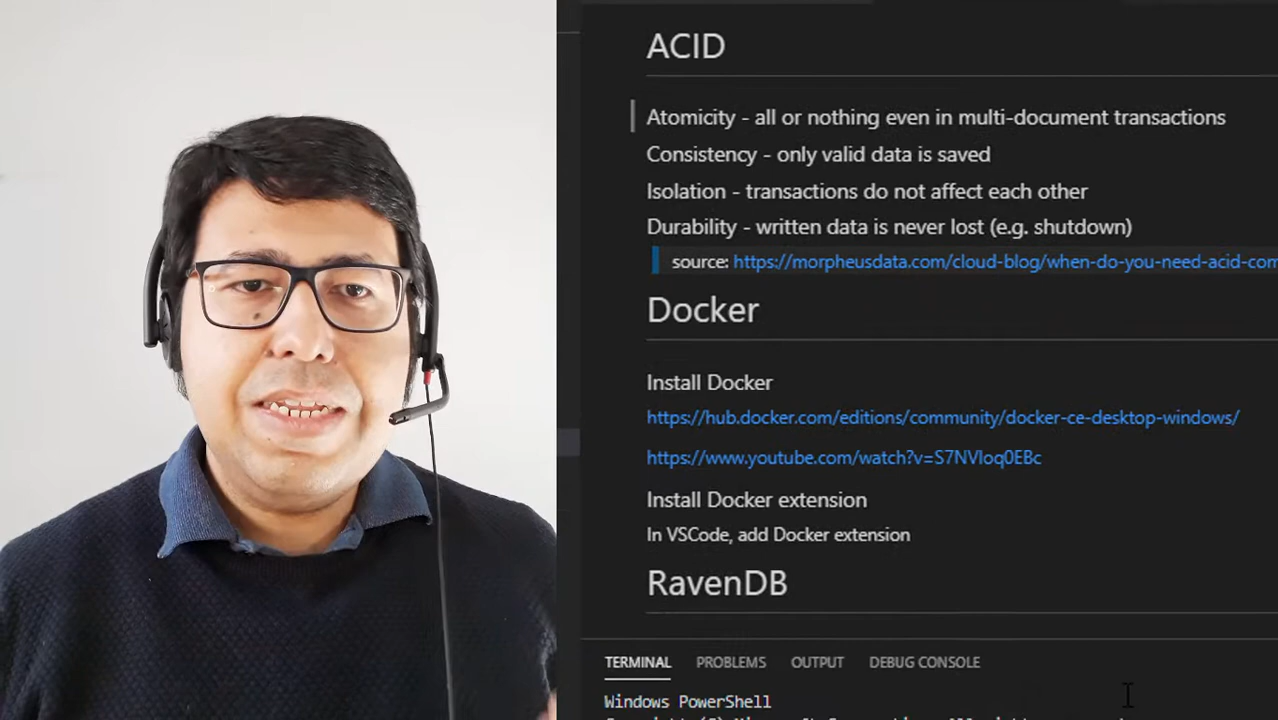 ACID
Atomicity - all or nothing even in multi-document transactions
Consistency - only valid data is saved
Isolation - transactions do not affect each other
Durability - written data is never lost (e.g. shutdown)
source: https://morpheusdata.com/cloud-blog/when-do-you-need-acid-com
Docker
Install Docker
https://hub.docker.com/editions/community/docker-ce-desktop-windows/
https://www.youtube.com/watch?v=S7NVloq0EBc
Install Docker extension
In VSCode, add Docker extension
RavenDB
TERMINAL PROBLEMS OUTPUT DEBUG CONSOLE
Windows PowerShell